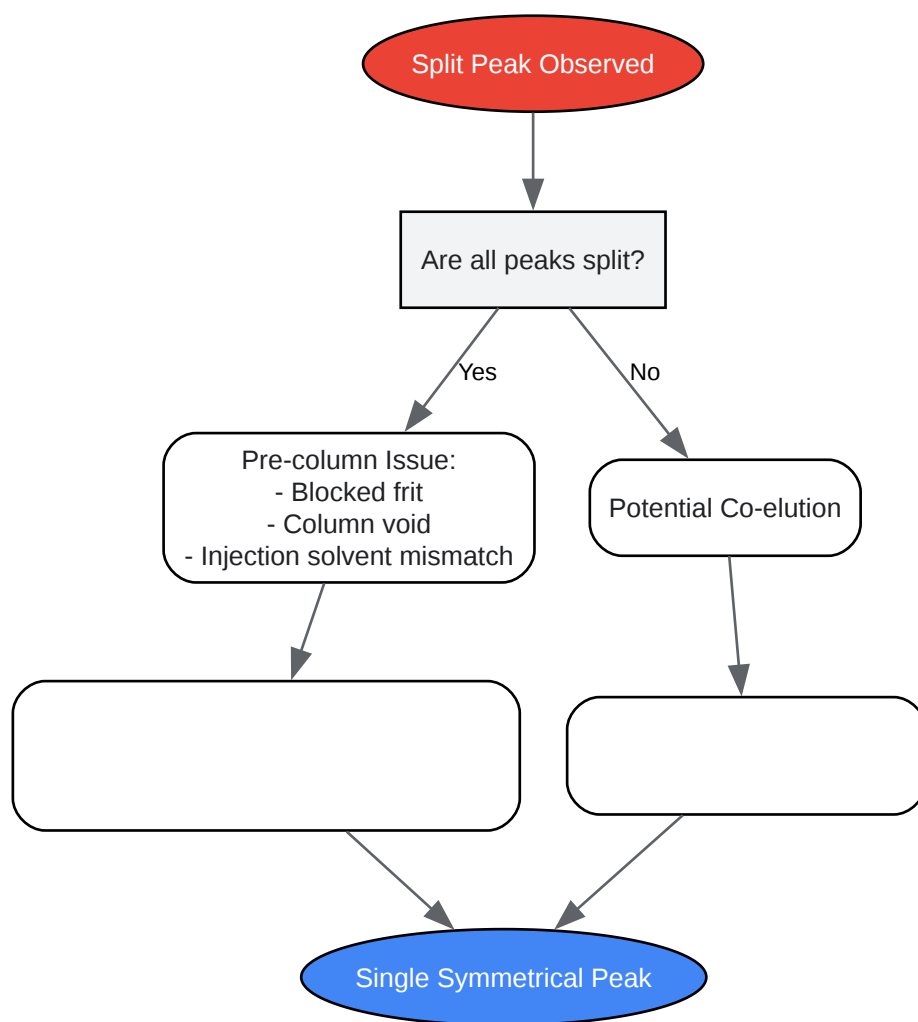 Split Peak Observed
Are all peaks split?
Yes
No
Pre-column Issue:
- Blocked frit
- Column void
- Injection solvent mismatch
Potential Co-elution
Single Symmetrical Peak